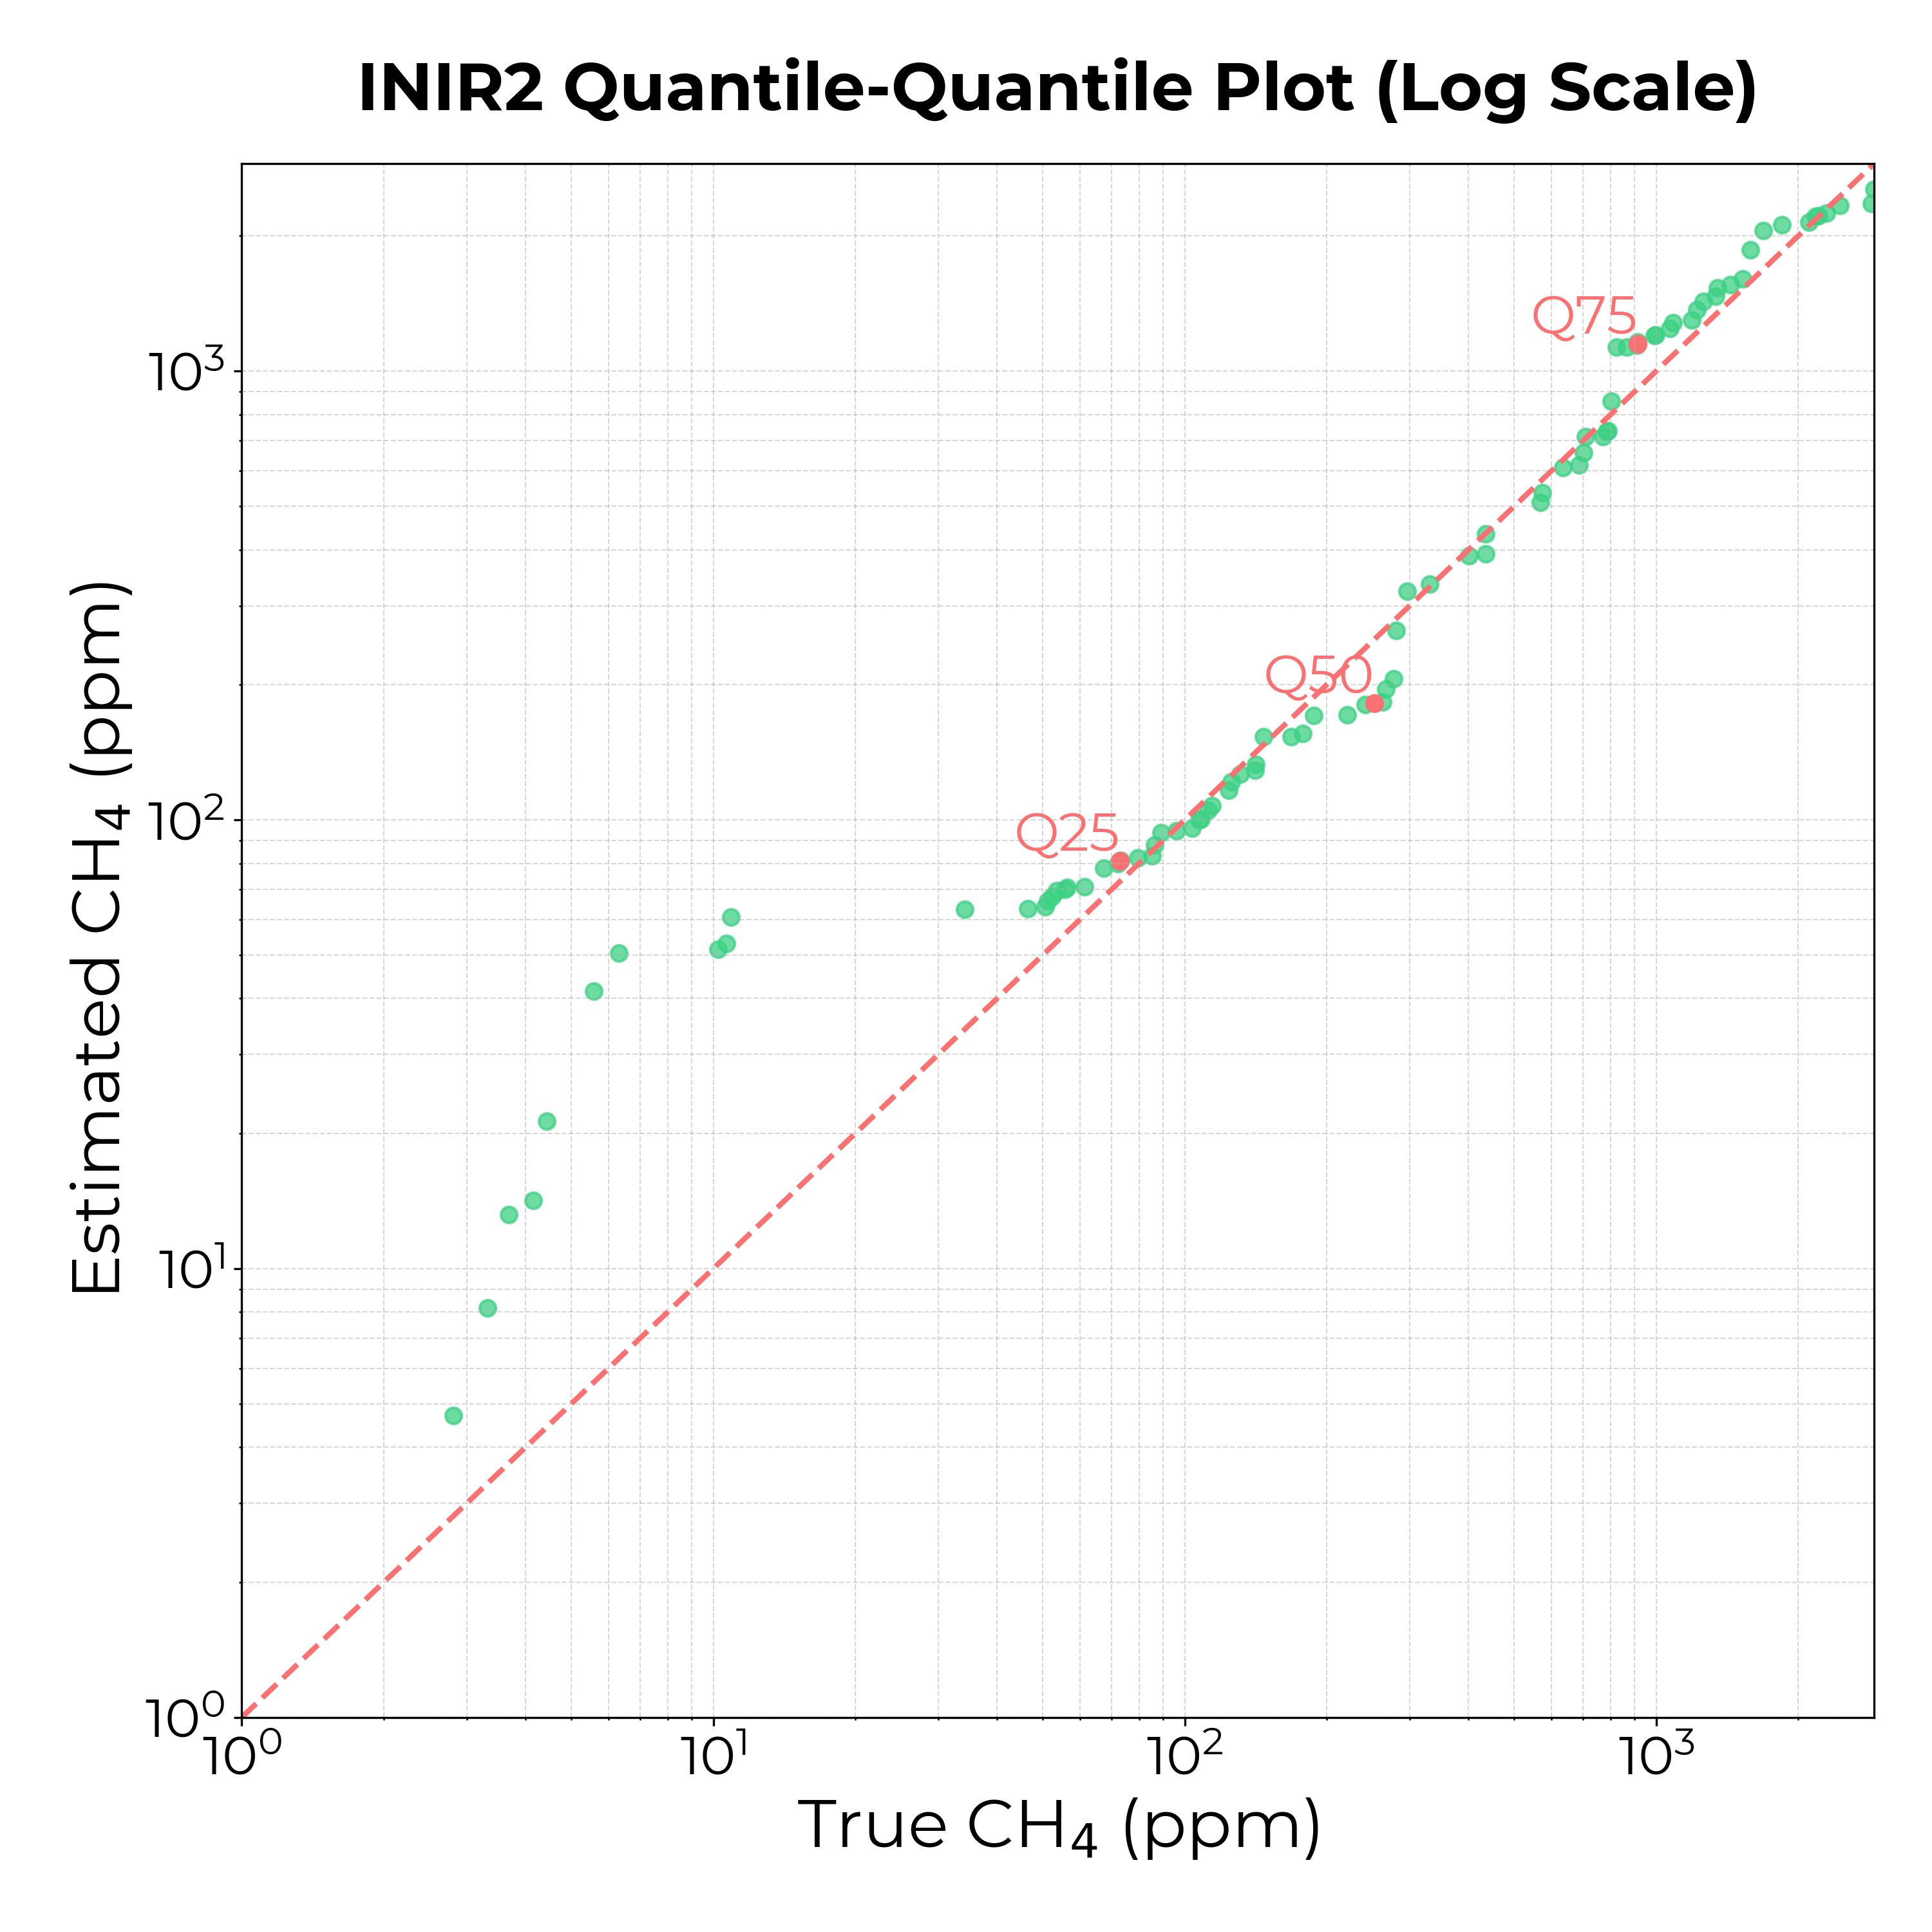 INIR2 Quantile-Quantile Plot (Log Scale)
Estimated CH₄ (ppm)
10³
10²
10¹
10⁰
Q75
Q50
Q25
10⁰ 10¹ 10² 10³
True CH₄ (ppm)